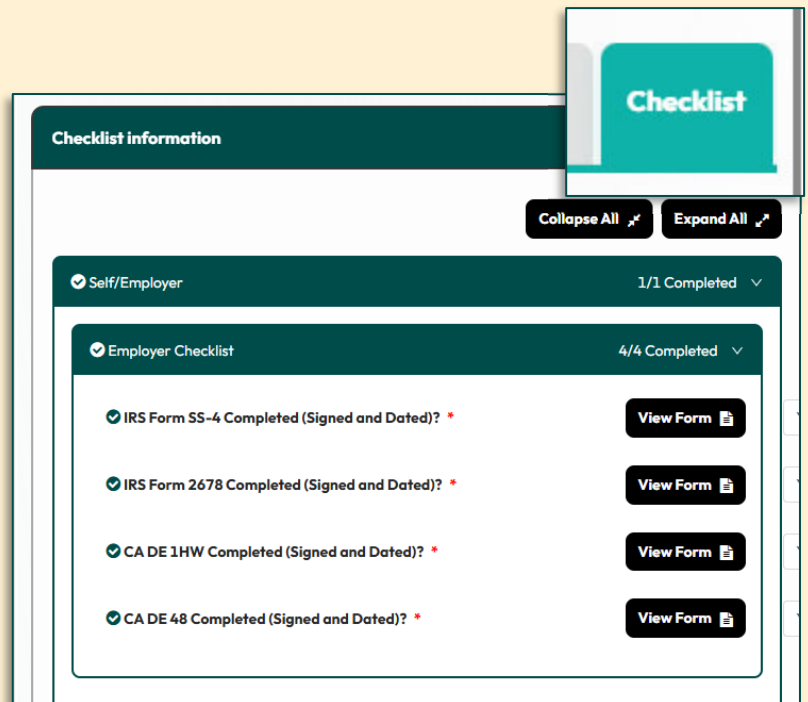 Checklist
Checklist information
Collapse All Expand All
Self/Employer 1/1 Completed
Employer Checklist 4/4 Completed
IRS Form SS-4 Completed (Signed and Dated)? * View Form
IRS Form 2678 Completed (Signed and Dated)? * View Form
CA DE 1HW Completed (Signed and Dated)? * View Form
CA DE 48 Completed (Signed and Dated)? * View Form